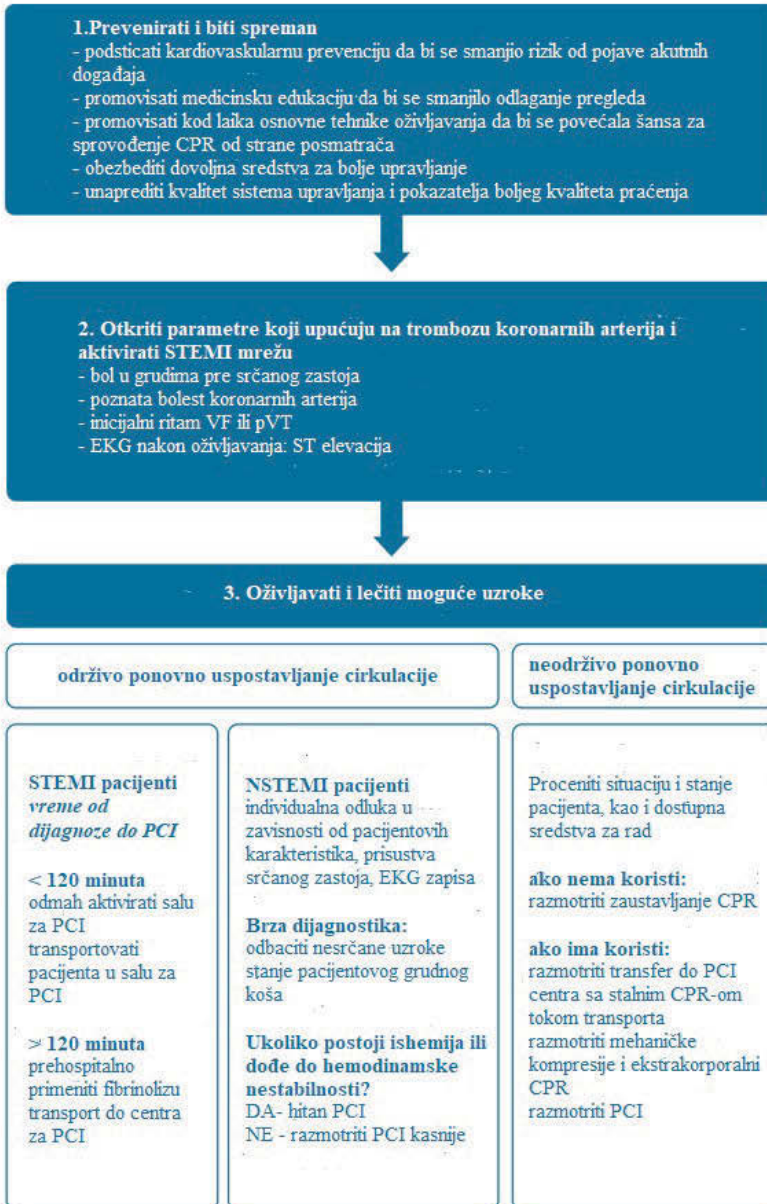 1.Prevenirati i biti spreman
- podsticati kardiovaskularnu prevenciju da bi se smanjio rizik od pojave akutnih
događaja
- promovisati medicinsku edukaciju da bi se smanjilo odlaganje pregleda
- promovisati kod laika osnovne tehnike oživljavanja da bi se povećala šansa za
sprovođenje CPR od strane posmatrača
- obezbediti dovoljna sredstva za bolje upravljanje
- unaprediti kvalitet sistema upravljanja i pokazatelja boljeg kvaliteta praćenja
2. Otkriti parametre koji upućuju na trombozu koronarnih arterija i
aktivirati STEMI mrežu
- bol u grudima pre srčanog zastoja
- poznata bolest koronarnih arterija
- inicijalni ritam VF ili pVT
- EKG nakon oživljavanja: ST elevacija
3. Oživljavati i lečiti moguće uzroke
održivo ponovno uspostavljanje cirkulacije
neodrživo ponovno
uspostavljanje cirkulacije
STEMI pacijenti
vreme od
dijagnoze do PCI
< 120 minuta
odmah aktivirati salu
za PCI
transportovati
pacijenta u salu za
PCI
> 120 minuta
prehospitalno
primeniti fibrinolizu
transport do centra
za PCI
NSTEMI pacijenti
individualna odluka u
zavisnosti od pacijentovih
karakteristika, prisustva
srčanog zastoja, EKG zapisa
Brza dijagnostika:
odbaciti nesrčane uzroke
stanje pacijentovog grudnog
koša
Ukoliko postoji ishemija ili
dođe do hemodinamske
nestabilnosti?
DA- hitan PCI
NE - razmotriti PCI kasnije
Proceniti situaciju i stanje
pacijenta, kao i dostupna
sredstva za rad
ako nema koristi:
razmotriti zaustavljanje CPR
ako ima koristi:
razmotriti transfer do PCI
centra sa stalnim CPR-om
tokom transporta
razmotriti mehaničke
kompresije i ekstrakorporalni
CPR
razmotriti PCI